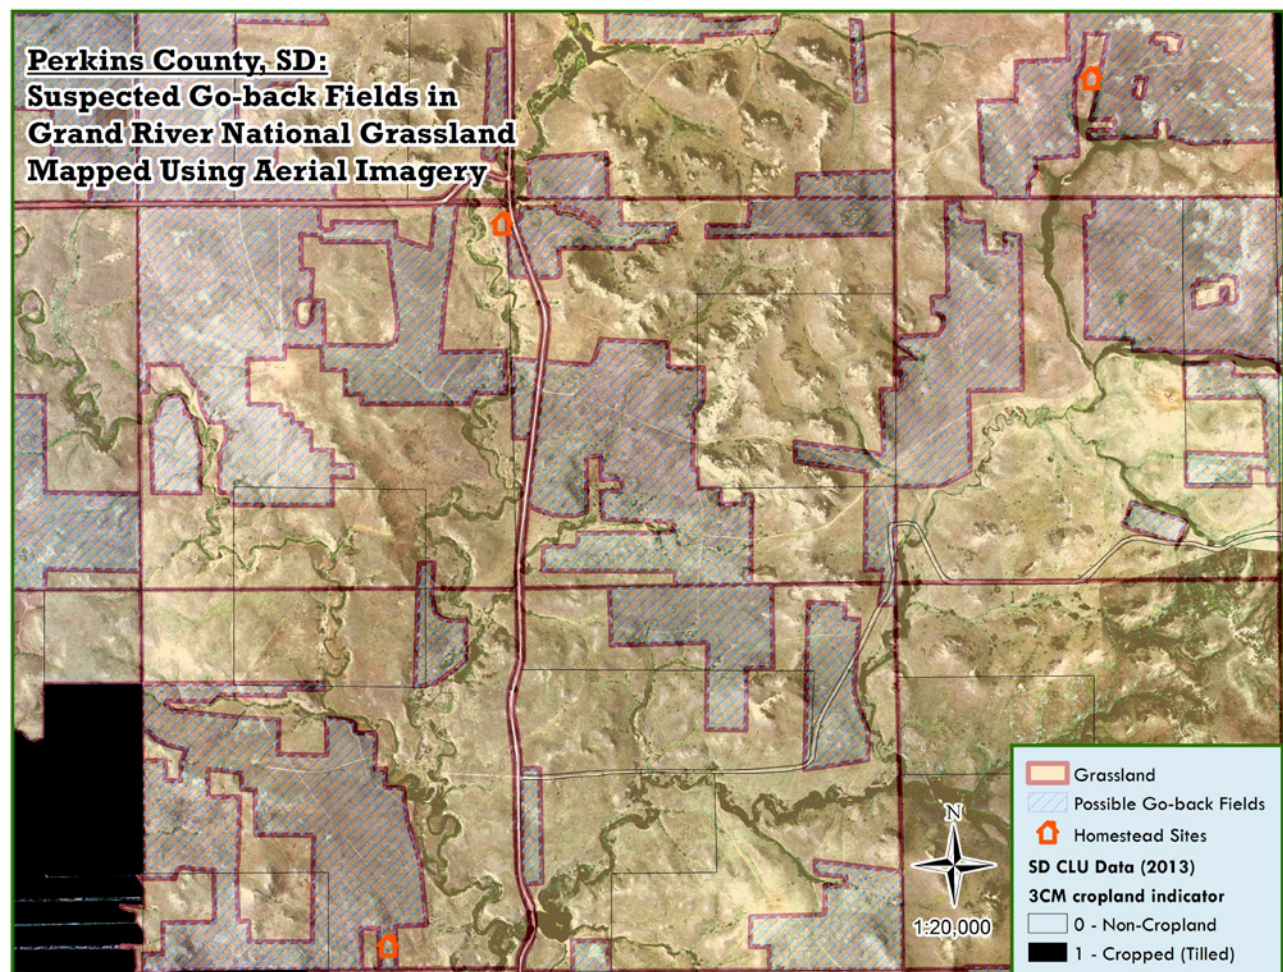 Perkins County, SD:
Suspected Go-back Fields in
Grand River National Grassland
Mapped Using Aerial Imagery
Grassland
Possible Go-back Fields
Homestead Sites
SD CLU Data (2013)
3CM cropland indicator
0 - Non-Cropland
1 - Cropped (Tilled)
N
1:20,000